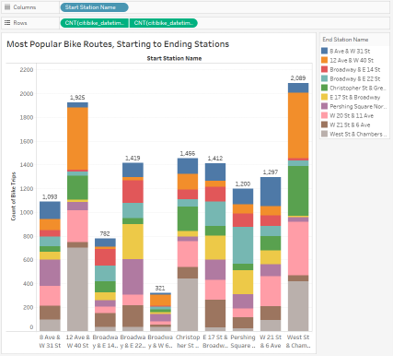 Columns
Start Station Name
Rows
CNT(citibike_datetim.. CNT(citibike_datetim..
Most Popular Bike Routes, Starting to Ending Stations
Start Station Name
End Station Name
8 Ave & W 31 St
12 Ave & W 40 St
Broadway & E 14 St
Broadway & E 22 St
Christopher St & Gre..
E 17 St & Broadway
Pershing Square Nor..
W 20 St & 11 Ave
W 21 St & 6 Ave
West St & Chambers ..
Count of Bike Trips
2200
2000
1800
1600
1400
1200
1000
800
600
400
200
0
1,093
1,925
782
1,419
321
1,455
1,412
1,200
1,297
2,089
8 Ave & 12 Ave & Broadwa Broadwa Broadwa Christop E 17 St & Pershing W 21 St West St
W 31 St W 40 St y & E 14.. y & E 22.. y & W 6.. her St .. Broadw.. Square .. & 6 Ave & Cham..